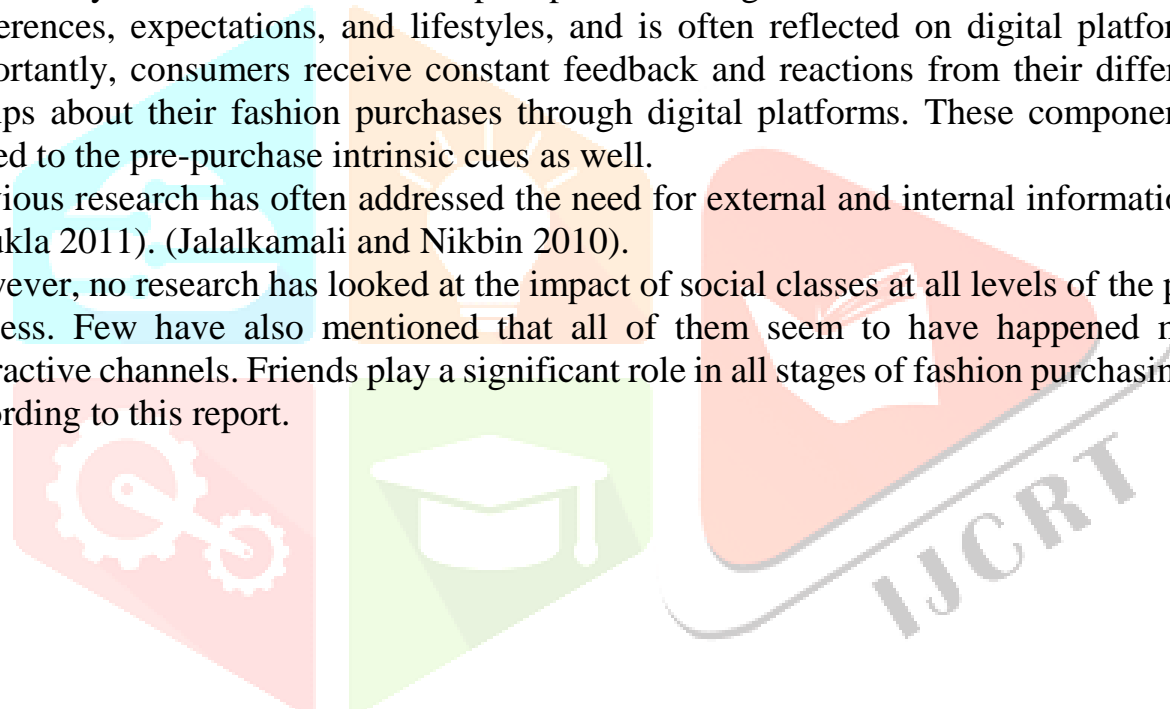 erences, expectations, and lifestyles, and is often reflected on digital platfor
ortantly, consumers receive constant feedback and reactions from their differ
ps about their fashion purchases through digital platforms. These componen
ed to the pre-purchase intrinsic cues as well.
vious research has often addressed the need for external and internal informatio
ukla 2011). (Jalalkamali and Nikbin 2010).
vever, no research has looked at the impact of social classes at all levels of the p
ess. Few have also mentioned that all of them seem to have happened m
ractive channels. Friends play a significant role in all stages of fashion purchasin
ording to this report.
IJCRT